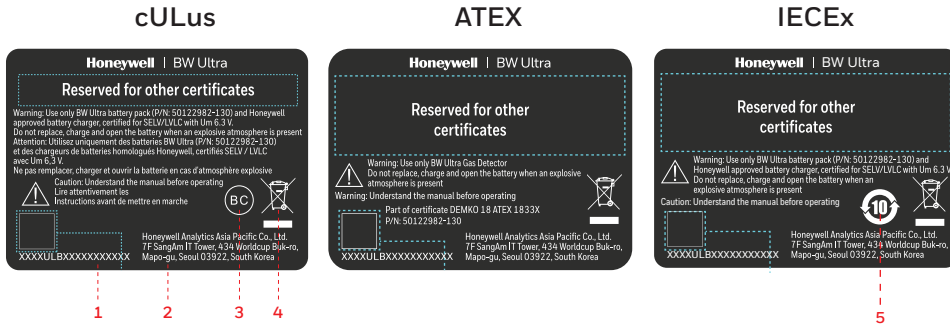 cULus
Honeywell | BW Ultra
Reserved for other certificates
Warning: Use only BW Ultra battery pack (P/N: 50122982-130) and Honeywell
approved battery charger, certified for SELV/LVLC with Um 6.3 V.
Do not replace, charge and open the battery when an explosive atmosphere is present
Attention: Utilisez uniquement des batteries BW Ultra (P/N: 50122982-130)
et des chargeurs de batteries homologués Honeywell, certifiés SELV / LVLC
avec Um 6,3 V.
Ne pas remplacer, charger et ouvrir la batterie en cas d'atmosphère explosive
Caution: Understand the manual before operating
Lire attentivement les
Instructions avant de mettre en marche
BC
Honeywell Analytics Asia Pacific Co., Ltd.
7F SangAm IT Tower, 434 Worldcup Buk-ro,
Mapo-gu, Seoul 03922, South Korea
XXXXULBXXXXXXXXXXX
1
2
3
4
ATEX
Honeywell | BW Ultra
Reserved for other
certificates
Warning: Use only BW Ultra Gas Detector
Do not replace, charge and open the battery when an explosive
atmosphere is present
Warning: Understand the manual before operating
Part of certificate DEMKO 18 ATEX 1833X
P/N: 50122982-130
Honeywell Analytics Asia Pacific Co., Ltd.
7F SangAm IT Tower, 434 Worldcup Buk-ro,
Mapo-gu, Seoul 03922, South Korea
XXXXULBXXXXXXXXXXX
IECEx
Honeywell | BW Ultra
Reserved for other
certificates
Warning: Use only BW Ultra battery pack (P/N: 50122982-130) and
Honeywell approved battery charger, certified for SELV/LVLC with Um 6.3 V
Do not replace, charge and open the battery when an
explosive atmosphere is present
Caution: Understand the manual before operating
10
Honeywell Analytics Asia Pacific Co., Ltd.
7F SangAm IT Tower, 434 Worldcup Buk-ro,
Mapo-gu, Seoul 03922, South Korea
XXXXULBXXXXXXXXXXX
5